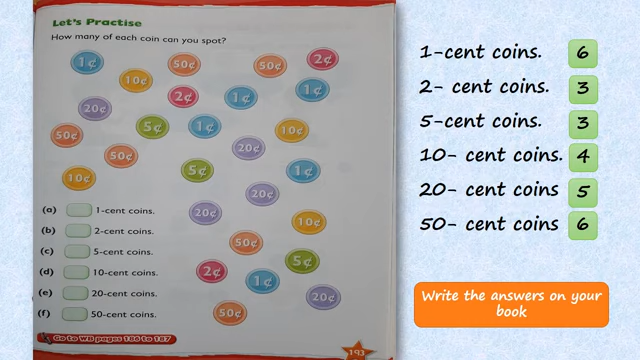 Let's Practise
How many of each coin can you spot?
1¢ 50¢ 50¢ 2¢
10¢ 2¢ 1¢ 1¢
20¢ 5¢ 1¢ 10¢
50¢ 50¢ 20¢
10¢ 5¢ 1¢
20¢
(a) 1-cent coins. 20¢ 10¢
(b) 2-cent coins.
(c) 5-cent coins. 50¢
(d) 10-cent coins. 2¢ 1¢ 5¢
(e) 20-cent coins. 20¢
(f) 50-cent coins. 50¢
Go to WB pages 186 to 187
193
1-cent coins. 6
2- cent coins. 3
5-cent coins. 3
10- cent coins. 4
20- cent coins 5
50- cent coins 6
Write the answers on your
book